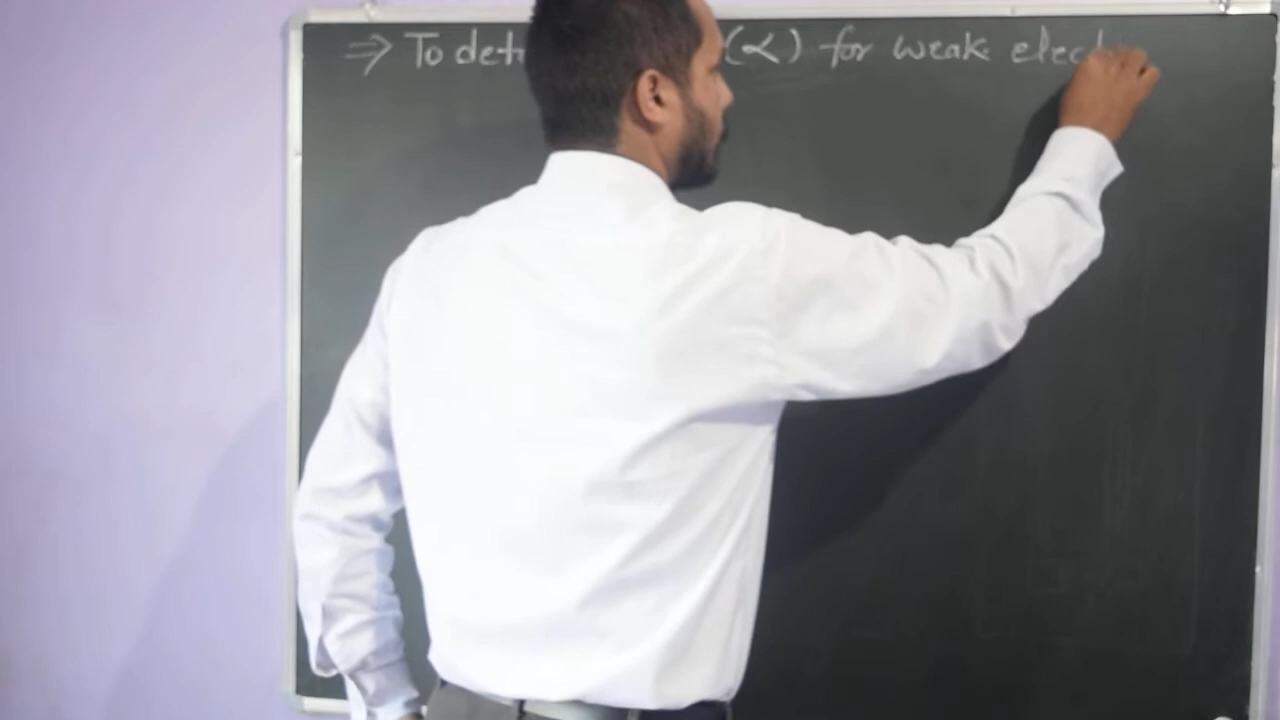 ⇒ To det (α) for weak elect